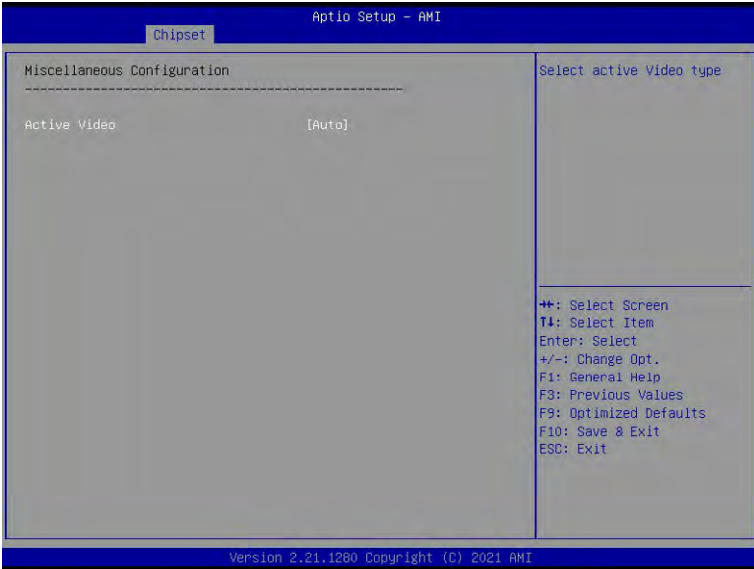 Aptio Setup - AMI
Chipset
Miscellaneous Configuration
--------------------------------------------------
Active Video [Auto]
Select active Video type
→←: Select Screen
↑↓: Select Item
Enter: Select
+/-: Change Opt.
F1: General Help
F3: Previous Values
F9: Optimized Defaults
F10: Save & Exit
ESC: Exit
Version 2.21.1280 Copyright (C) 2021 AMI